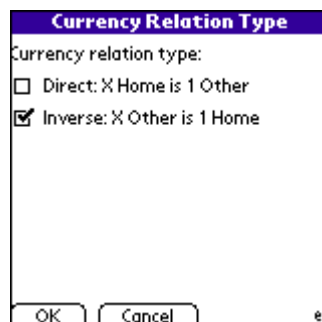 Currency Relation Type
Currency relation type:
Direct: X Home is 1 Other
Inverse: X Other is 1 Home
OK
Cancel
e